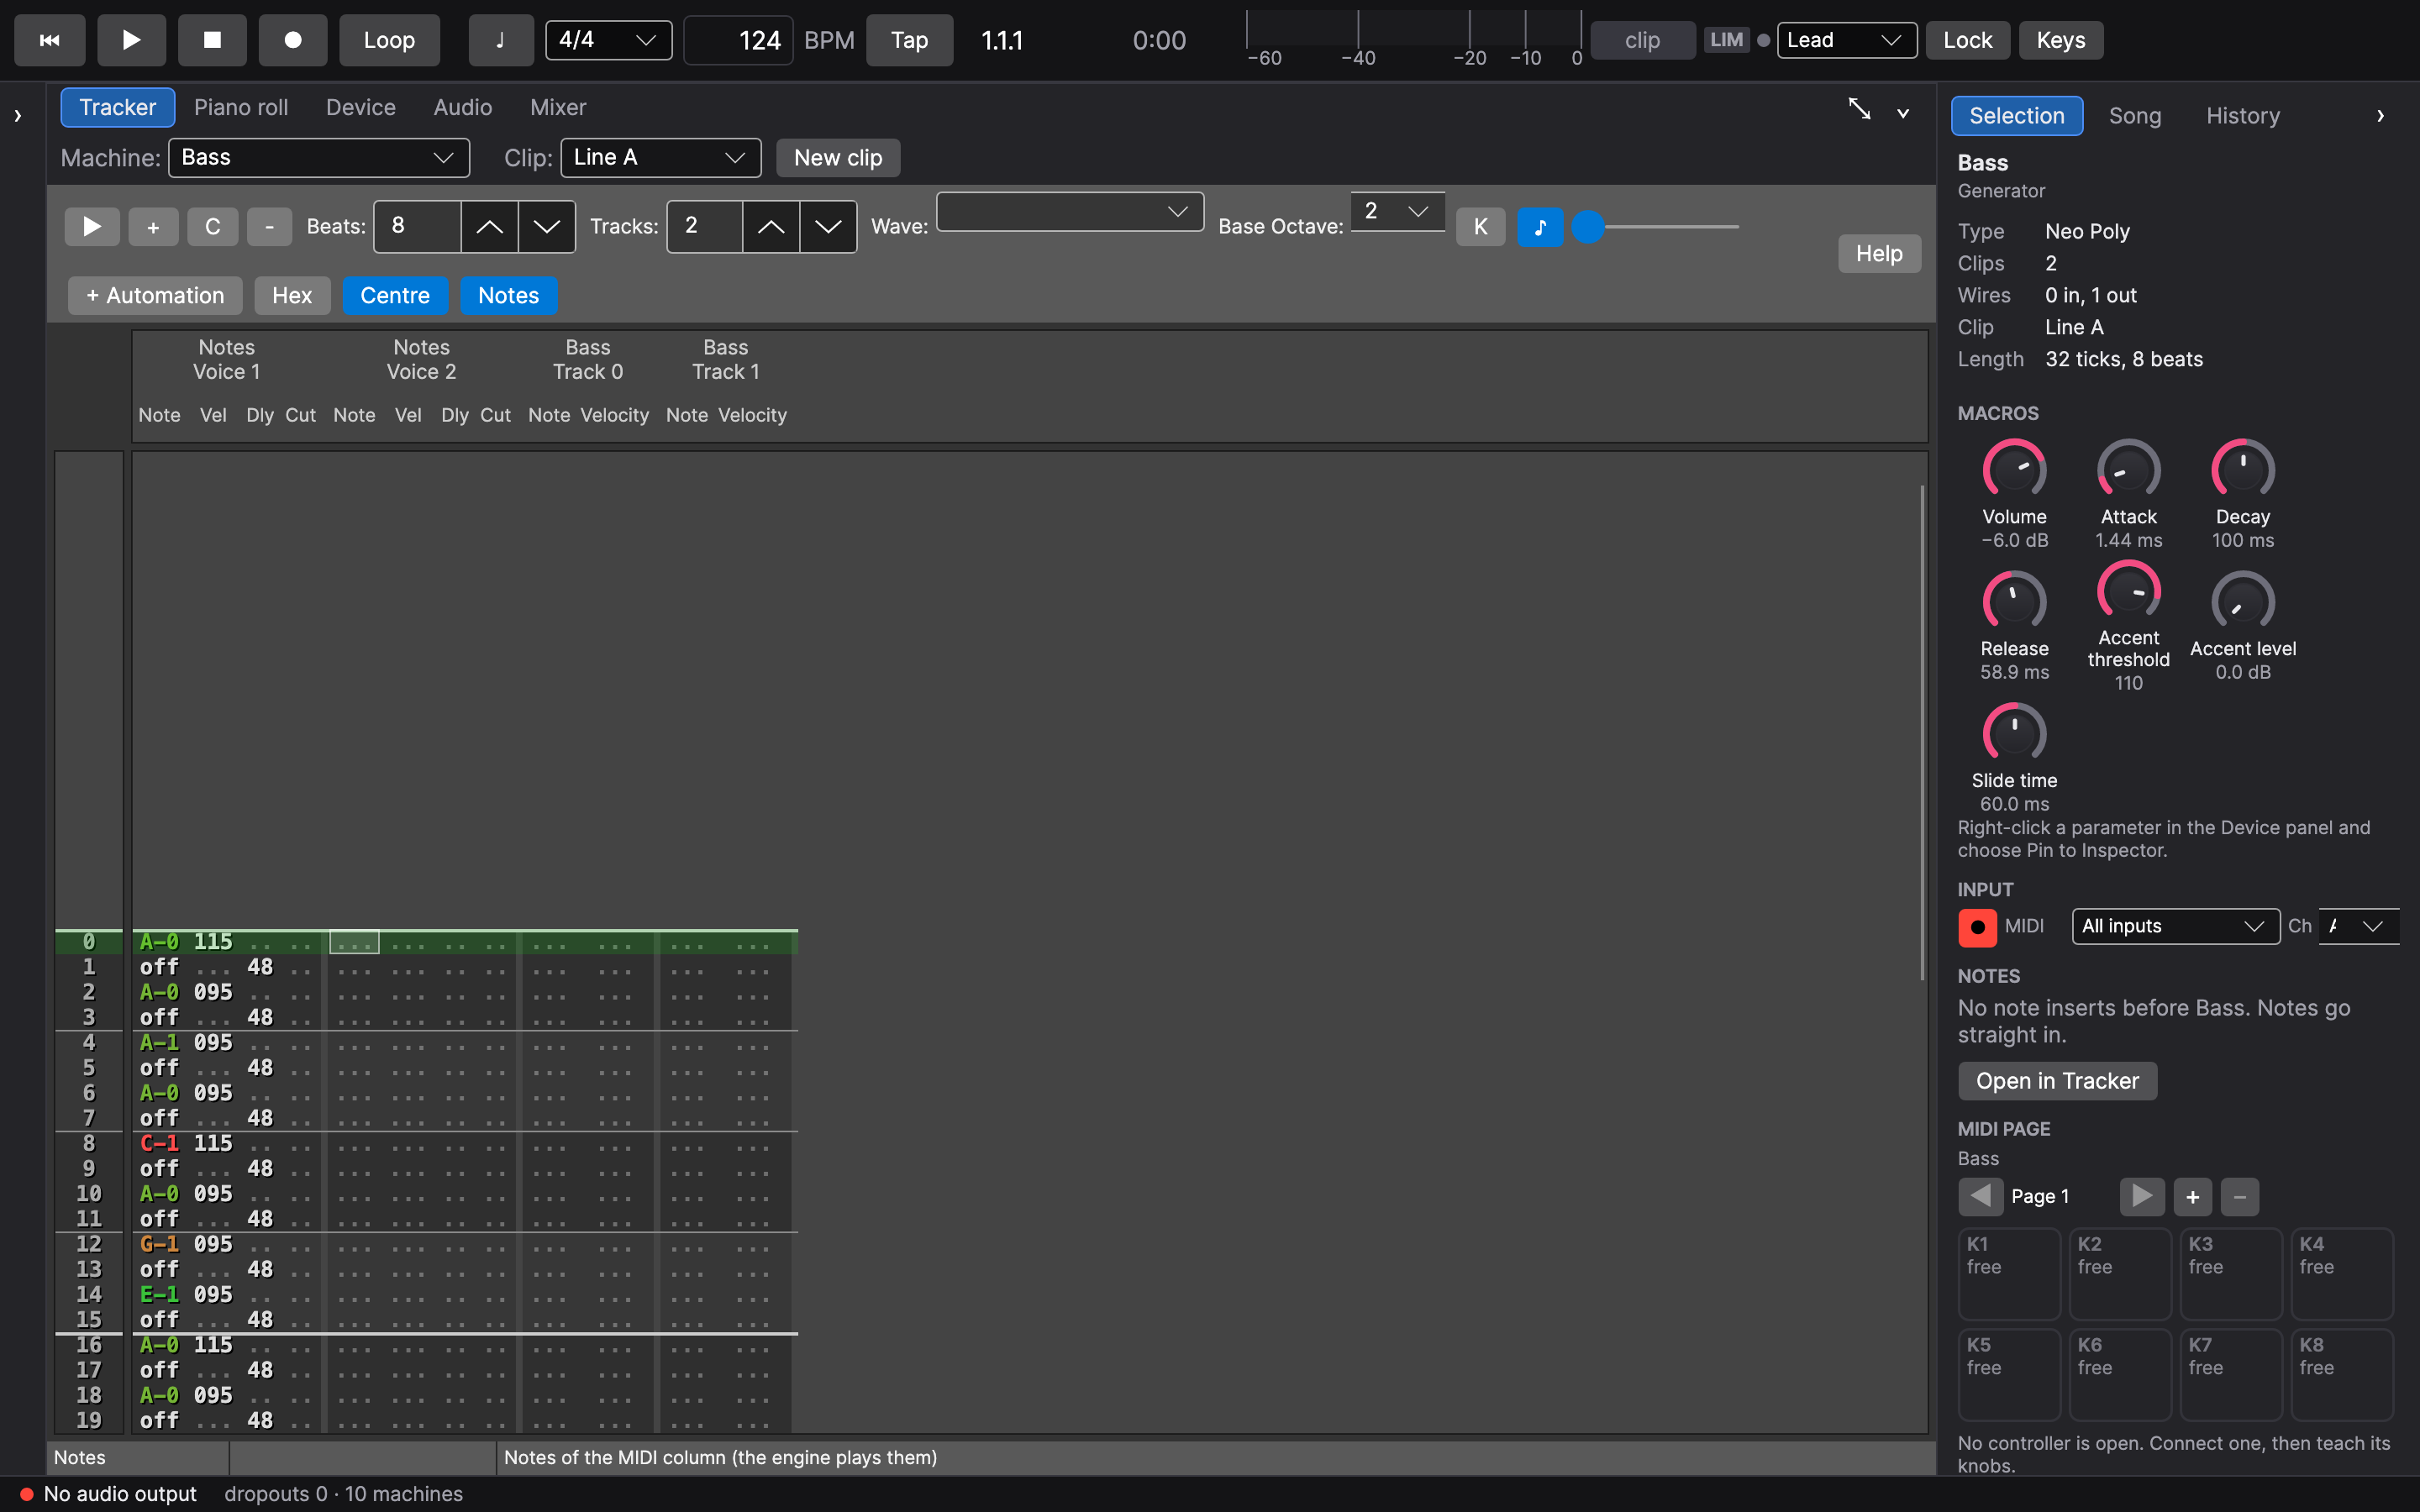 Loop
♩
4/4
124 BPM
Tap
1.1.1
0:00
−60 −40 −20 −10 0
clip
LIM
Lead
Lock
Keys
Tracker Piano roll Device Audio Mixer
Machine: Bass Clip: Line A New clip
+ C - Beats: 8 Tracks: 2 Wave: Base Octave: 2 K ♪
Help
+ Automation Hex Centre Notes
Notes Notes Bass Bass
Voice 1 Voice 2 Track 0 Track 1
Note Vel Dly Cut Note Vel Dly Cut Note Velocity Note Velocity
0 A-0 115 .. .. ... ... .. .. ... ... ... ...
1 off ... 48 .. ... ... .. .. ... ... ... ...
2 A-0 095 .. .. ... ... .. .. ... ... ... ...
3 off ... 48 .. ... ... .. .. ... ... ... ...
4 A-1 095 .. .. ... ... .. .. ... ... ... ...
5 off ... 48 .. ... ... .. .. ... ... ... ...
6 A-0 095 .. .. ... ... .. .. ... ... ... ...
7 off ... 48 .. ... ... .. .. ... ... ... ...
8 C-1 115 .. .. ... ... .. .. ... ... ... ...
9 off ... 48 .. ... ... .. .. ... ... ... ...
10 A-0 095 .. .. ... ... .. .. ... ... ... ...
11 off ... 48 .. ... ... .. .. ... ... ... ...
12 G-1 095 .. .. ... ... .. .. ... ... ... ...
13 off ... 48 .. ... ... .. .. ... ... ... ...
14 E-1 095 .. .. ... ... .. .. ... ... ... ...
15 off ... 48 .. ... ... .. .. ... ... ... ...
16 A-0 115 .. .. ... ... .. .. ... ... ... ...
17 off ... 48 .. ... ... .. .. ... ... ... ...
18 A-0 095 .. .. ... ... .. .. ... ... ... ...
19 off ... 48 .. ... ... .. .. ... ... ... ...
Notes
Notes of the MIDI column (the engine plays them)
No audio output dropouts 0 · 10 machines
Selection Song History
Bass
Generator
Type Neo Poly
Clips 2
Wires 0 in, 1 out
Clip Line A
Length 32 ticks, 8 beats
MACROS
Volume Attack Decay
−6.0 dB 1.44 ms 100 ms
Release Accent threshold Accent level
58.9 ms 110 0.0 dB
Slide time
60.0 ms
Right-click a parameter in the Device panel and
choose Pin to Inspector.
INPUT
MIDI All inputs Ch
NOTES
No note inserts before Bass. Notes go
straight in.
Open in Tracker
MIDI PAGE
Bass
Page 1 + −
K1 K2 K3 K4
free free free free
K5 K6 K7 K8
free free free free
No controller is open. Connect one, then teach its
knobs.